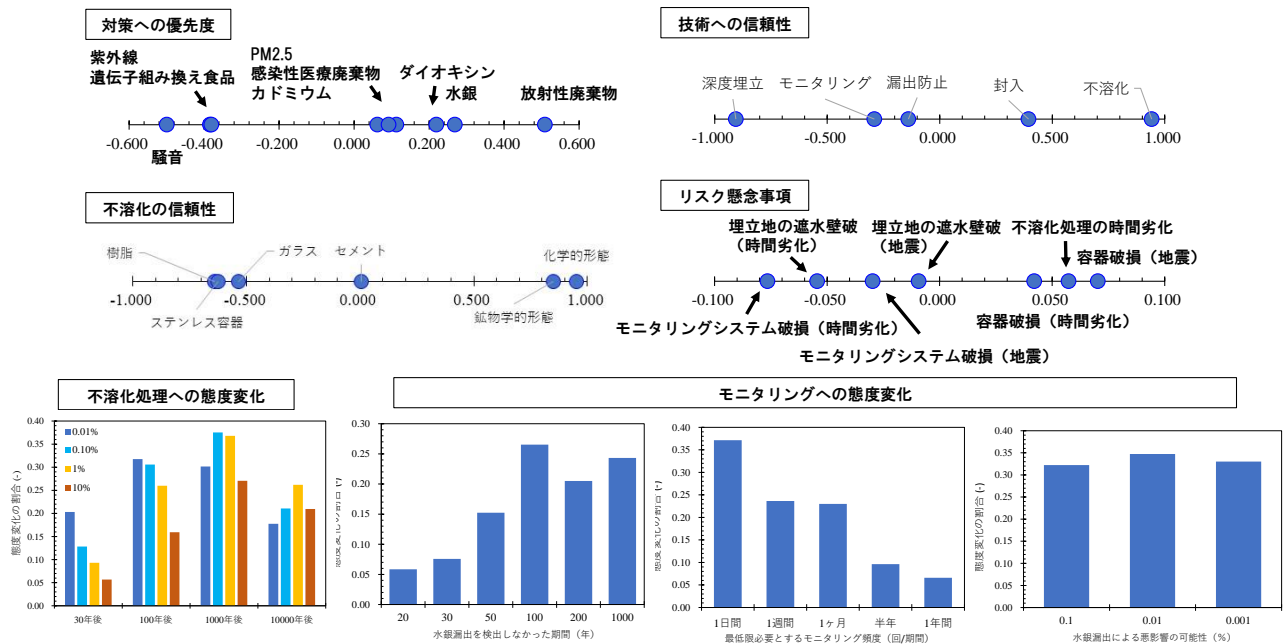 対策への優先度
紫外線
遺伝子組み換え食品
PM2.5
感染性医療廃棄物
カドミウム
ダイオキシン
水銀
放射性廃棄物
-0.600
-0.400
-0.200
0.000
0.200
0.400
0.600
騒音
技術への信頼性
深度埋立
モニタリング
漏出防止
封入
不溶化
-1.000
-0.500
0.000
0.500
1.000
不溶化の信頼性
樹脂
ガラス
セメント
化学的形態
-1.000
-0.500
0.000
0.500
1.000
ステンレス容器
鉱物学的形態
リスク懸念事項
埋立地の遮水壁破
（時間劣化）
埋立地の遮水壁破
（地震）
不溶化処理の時間劣化
容器破損（地震）
-0.100
-0.050
0.000
0.050
0.100
モニタリングシステム破損（時間劣化）
容器破損（時間劣化）
モニタリングシステム破損（地震）
不溶化処理への態度変化
態度変化の割合 (-)
0.40
0.35
0.30
0.25
0.20
0.15
0.10
0.05
0.00
0.01%
0.10%
1%
10%
30年後
100年後
1000年後
10000年後
モニタリングへの態度変化
態度変化の割合 (-)
0.30
0.25
0.20
0.15
0.10
0.05
0.00
20
30
50
100
200
1000
水銀漏出を検出しなかった期間（年）
態度変化の割合 (-)
0.40
0.35
0.30
0.25
0.20
0.15
0.10
0.05
0.00
1日間
1週間
1ヶ月
半年
1年間
最低限必要とするモニタリング頻度（回/期間）
態度変化の割合 (-)
0.40
0.35
0.30
0.25
0.20
0.15
0.10
0.05
0.00
0.1
0.01
0.001
水銀漏出による悪影響の可能性（%）